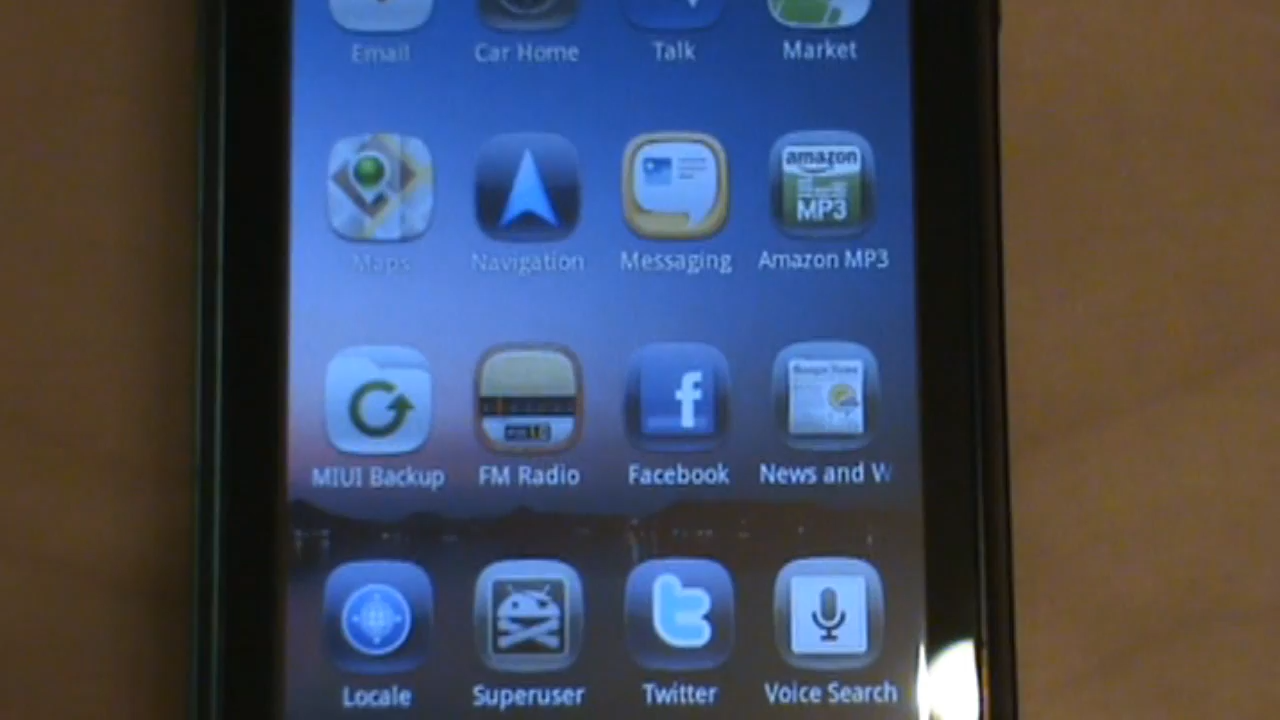 Email Car Home Talk Market
amazon
MP3
Maps Navigation Messaging Amazon MP3
MIUI Backup FM Radio Facebook News and W
Locale Superuser Twitter Voice Search